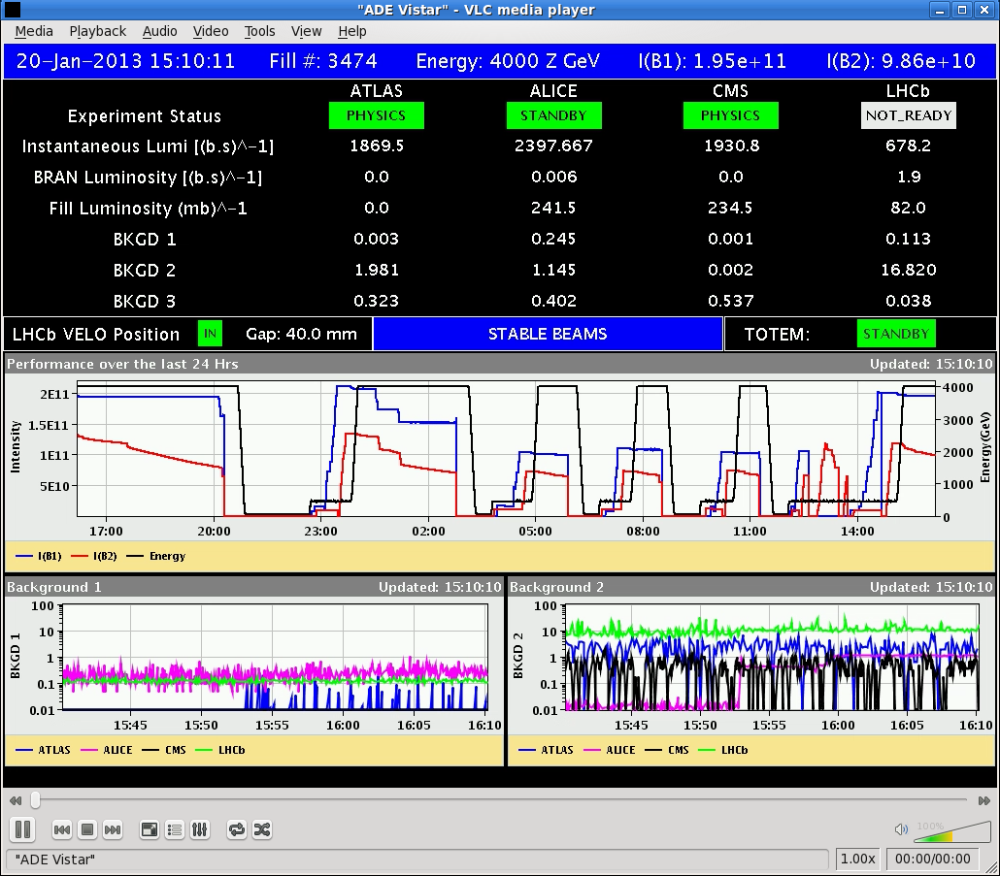 "ADE Vistar" - VLC media player
Media Playback Audio Video Tools View Help
20-Jan-2013 15:10:11 Fill #: 3474 Energy: 4000 Z GeV I(B1): 1.95e+11 I(B2): 9.86e+10
ATLAS ALICE CMS LHCb
Experiment Status PHYSICS STANDBY PHYSICS NOT_READY
Instantaneous Lumi [(b.s)^-1] 1869.5 2397.667 1930.8 678.2
BRAN Luminosity [(b.s)^-1] 0.0 0.006 0.0 1.9
Fill Luminosity (mb)^-1 0.0 241.5 234.5 82.0
BKGD 1 0.003 0.245 0.001 0.113
BKGD 2 1.981 1.145 0.002 16.820
BKGD 3 0.323 0.402 0.537 0.038
LHCb VELO Position IN Gap: 40.0 mm STABLE BEAMS TOTEM: STANDBY
Performance over the last 24 Hrs Updated: 15:10:10
Intensity
2E11
1.5E11
1E11
5E10
4000
3000
2000
1000
0
Energy(GeV)
17:00 20:00 23:00 02:00 05:00 08:00 11:00 14:00
I(B1) I(B2) Energy
Background 1 Updated: 15:10:10
BKGD 1
100
10
1
0.1
0.01
15:45 15:50 15:55 16:00 16:05 16:10
ATLAS ALICE CMS LHCb
Background 2 Updated: 15:10:10
BKGD 2
100
10
1
0.1
0.01
15:45 15:50 15:55 16:00 16:05 16:10
ATLAS ALICE CMS LHCb
100%
"ADE Vistar" 1.00x 00:00/00:00